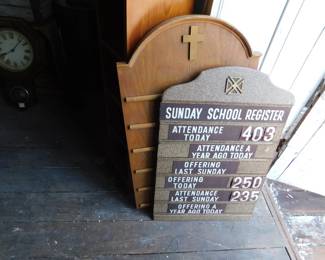 SUNDAY SCHOOL REGISTER
ATTENDANCE
TODAY 403
ATTENDANCE
A YEAR AGO TODAY
OFFERING
LAST SUNDAY
OFFERING
TODAY 1250
ATTENDANCE
LAST SUNDAY 235
OFFERING A
YEAR AGO TODAY